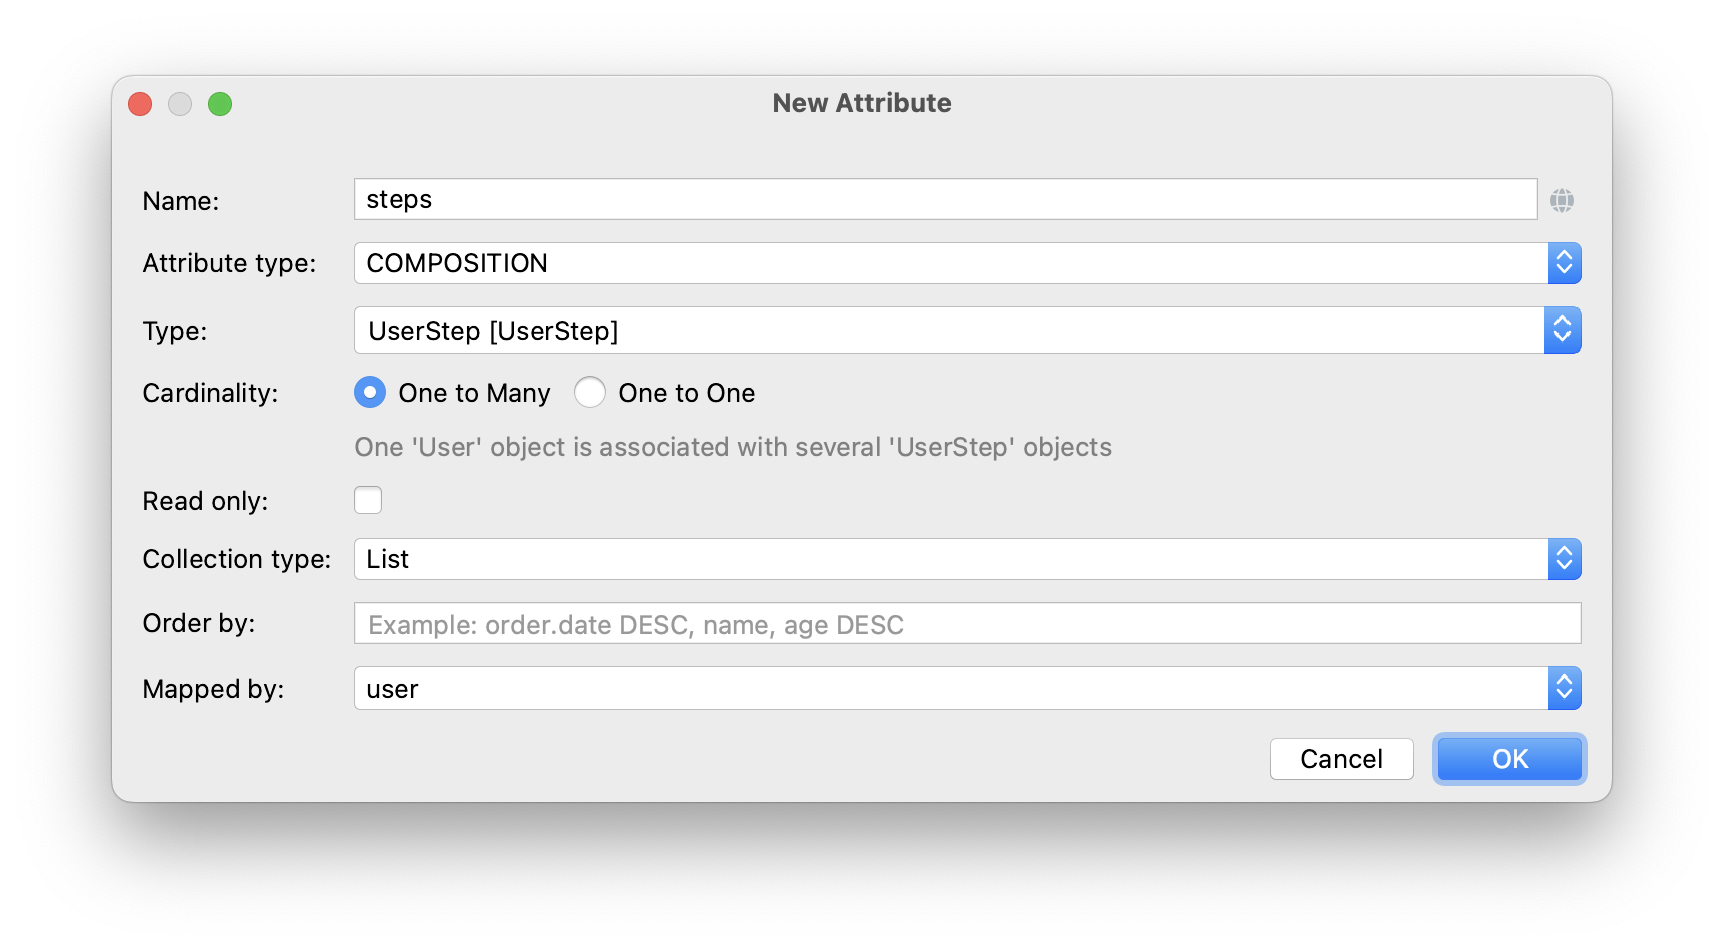 New Attribute
Name: steps
Attribute type: COMPOSITION
Type: UserStep [UserStep]
Cardinality: One to Many One to One
One 'User' object is associated with several 'UserStep' objects
Read only:
Collection type: List
Order by: Example: order.date DESC, name, age DESC
Mapped by: user
Cancel OK